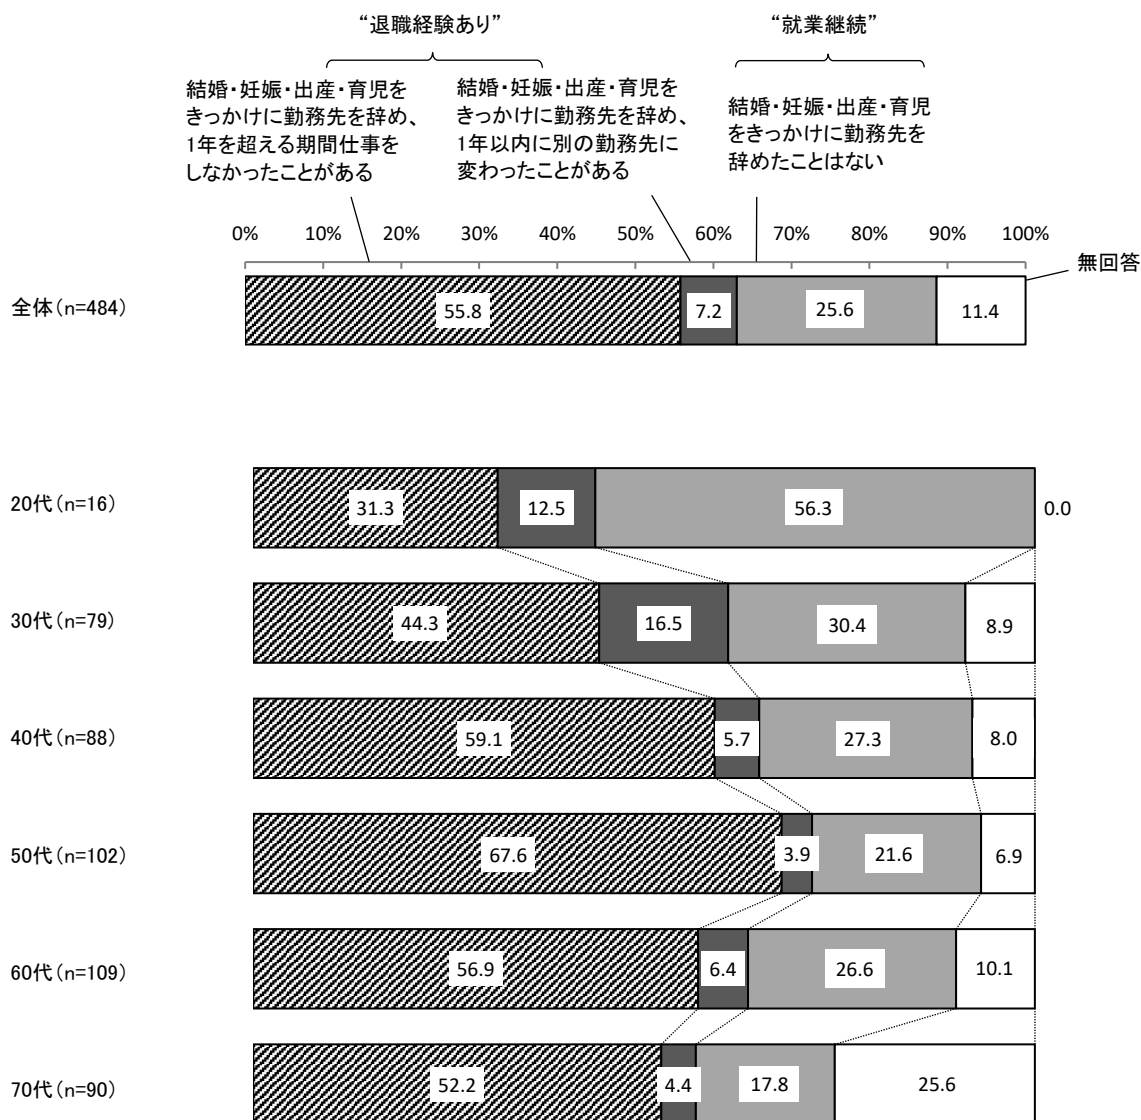 “退職経験あり”
“就業継続”
結婚・妊娠・出産・育児を
きっかけに勤務先を辞め、
1年を超える期間仕事を
しなかったことがある
結婚・妊娠・出産・育児を
きっかけに勤務先を辞め、
1年以内に別の勤務先に
変わったことがある
結婚・妊娠・出産・育児
をきっかけに勤務先を
辞めたことはない
0% 10% 20% 30% 40% 50% 60% 70% 80% 90% 100%
無回答
全体(n=484) 55.8 7.2 25.6 11.4
20代(n=16) 31.3 12.5 56.3 0.0
30代(n=79) 44.3 16.5 30.4 8.9
40代(n=88) 59.1 5.7 27.3 8.0
50代(n=102) 67.6 3.9 21.6 6.9
60代(n=109) 56.9 6.4 26.6 10.1
70代(n=90) 52.2 4.4 17.8 25.6